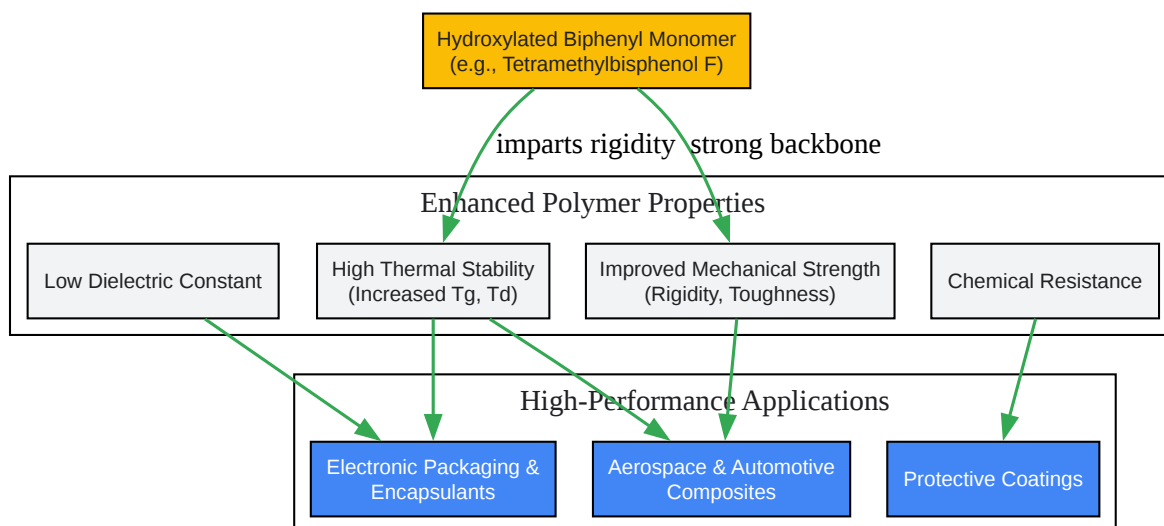 Hydroxylated Biphenyl Monomer
(e.g., Tetramethylbisphenol F)
imparts rigidity
strong backbone
Enhanced Polymer Properties
Low Dielectric Constant
High Thermal Stability
(Increased Tg, Td)
Improved Mechanical Strength
(Rigidity, Toughness)
Chemical Resistance
High-Performance Applications
Electronic Packaging &
Encapsulants
Aerospace & Automotive
Composites
Protective Coatings